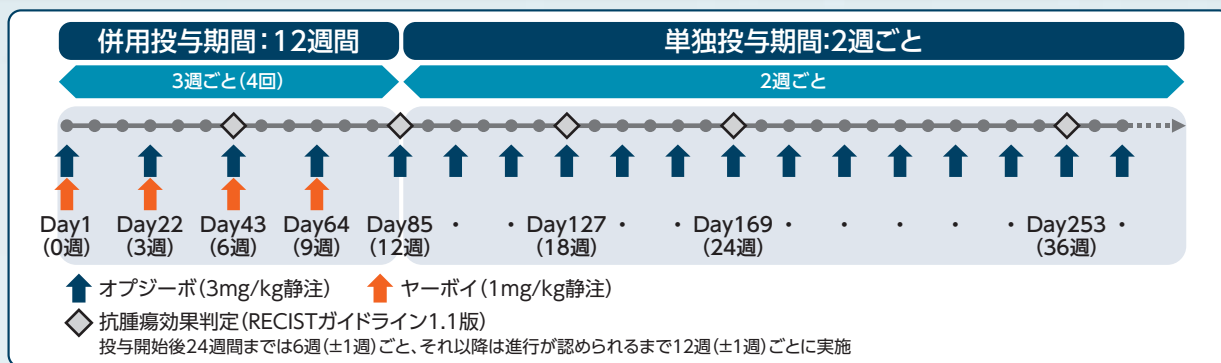 併用投与期間：12週間 単独投与期間:2週ごと
3週ごと(4回) 2週ごと
Day1 Day22 Day43 Day64 Day85 ・ ・ Day127 ・ ・ Day169 ・ ・ ・ ・ ・ Day253 ・
(0週) (3週) (6週) (9週) (12週) (18週) (24週) (36週)
オプジーボ(3mg/kg静注) ヤーボイ(1mg/kg静注)
抗腫瘍効果判定(RECISTガイドライン1.1版)
投与開始後24週間までは6週(±1週)ごと、それ以降は進行が認められるまで12週(±1週)ごとに実施